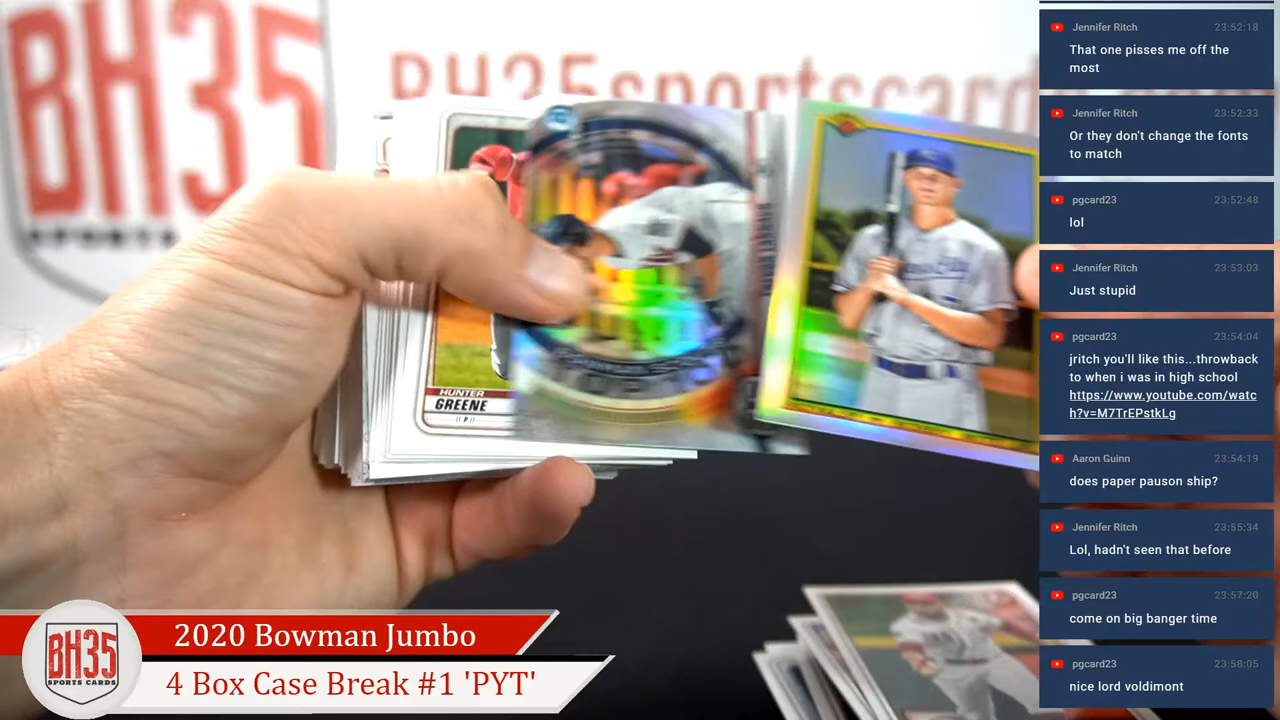 BH35
SPORTS CARDS
BH35sportscards
HUNTER
GREENE
P
BH35
SPORTS CARDS
2020 Bowman Jumbo
4 Box Case Break #1 'PYT'
Jennifer Ritch 23:52:18
That one pisses me off the
most
Jennifer Ritch 23:52:33
Or they don't change the fonts
to match
pgcard23 23:52:48
lol
Jennifer Ritch 23:53:03
Just stupid
pgcard23 23:54:04
jritch you'll like this...throwback
to when i was in high school
https://www.youtube.com/watc
h?v=M7TrEPstkLg
Aaron Guinn 23:54:19
does paper pauson ship?
Jennifer Ritch 23:55:34
Lol, hadn't seen that before
pgcard23 23:57:20
come on big banger time
pgcard23 23:58:05
nice lord voldimont